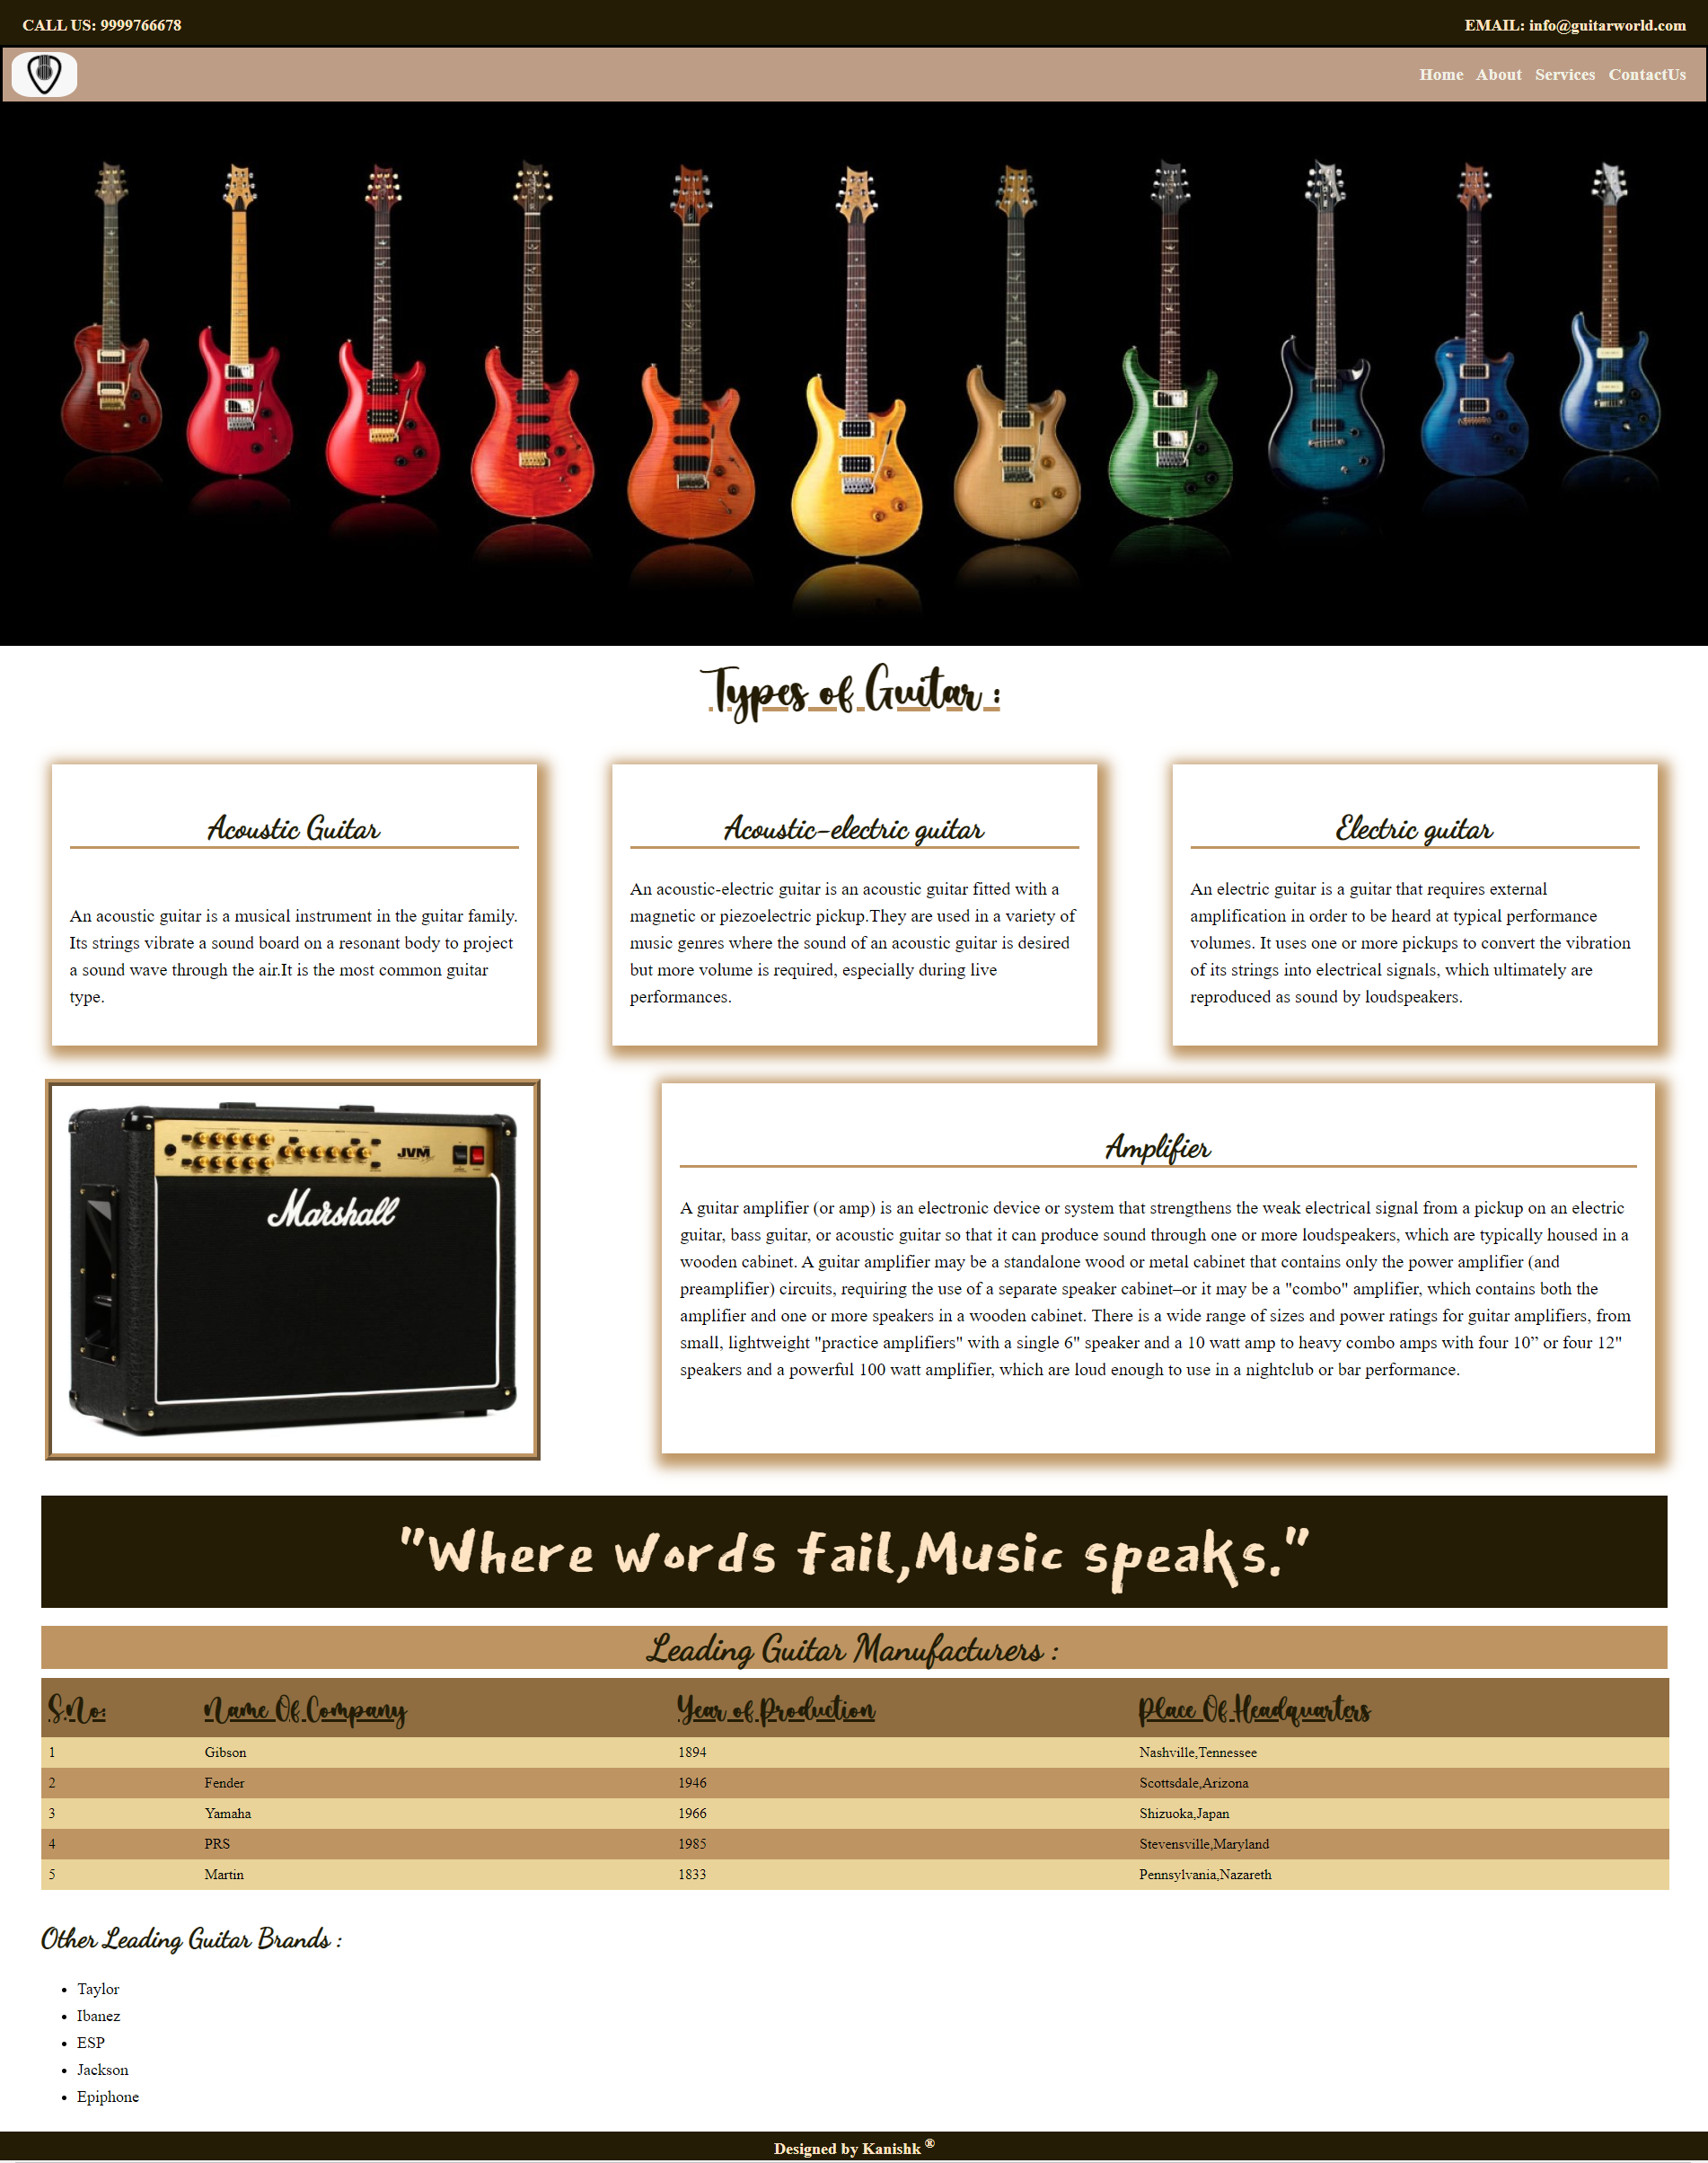 CALL US: 9999766678 EMAIL: info@guitarworld.com
Home About Services ContactUs
Types of Guitar :
Acoustic Guitar
An acoustic guitar is a musical instrument in the guitar family.
Its strings vibrate a sound board on a resonant body to project
a sound wave through the air.It is the most common guitar
type.
Acoustic-electric guitar
An acoustic-electric guitar is an acoustic guitar fitted with a
magnetic or piezoelectric pickup.They are used in a variety of
music genres where the sound of an acoustic guitar is desired
but more volume is required, especially during live
performances.
Electric guitar
An electric guitar is a guitar that requires external
amplification in order to be heard at typical performance
volumes. It uses one or more pickups to convert the vibration
of its strings into electrical signals, which ultimately are
reproduced as sound by loudspeakers.
JVM
Marshall
Amplifier
A guitar amplifier (or amp) is an electronic device or system that strengthens the weak electrical signal from a pickup on an electric
guitar, bass guitar, or acoustic guitar so that it can produce sound through one or more loudspeakers, which are typically housed in a
wooden cabinet. A guitar amplifier may be a standalone wood or metal cabinet that contains only the power amplifier (and
preamplifier) circuits, requiring the use of a separate speaker cabinet–or it may be a "combo" amplifier, which contains both the
amplifier and one or more speakers in a wooden cabinet. There is a wide range of sizes and power ratings for guitar amplifiers, from
small, lightweight "practice amplifiers" with a single 6" speaker and a 10 watt amp to heavy combo amps with four 10” or four 12"
speakers and a powerful 100 watt amplifier, which are loud enough to use in a nightclub or bar performance.
"Where words fail,Music speaks."
Leading Guitar Manufacturers :
S.No: Name Of Company Year of Production Place Of Headquarters
1 Gibson 1894 Nashville,Tennessee
2 Fender 1946 Scottsdale,Arizona
3 Yamaha 1966 Shizuoka,Japan
4 PRS 1985 Stevensville,Maryland
5 Martin 1833 Pennsylvania,Nazareth
Other Leading Guitar Brands :
• Taylor
• Ibanez
• ESP
• Jackson
• Epiphone
Designed by Kanishk ®